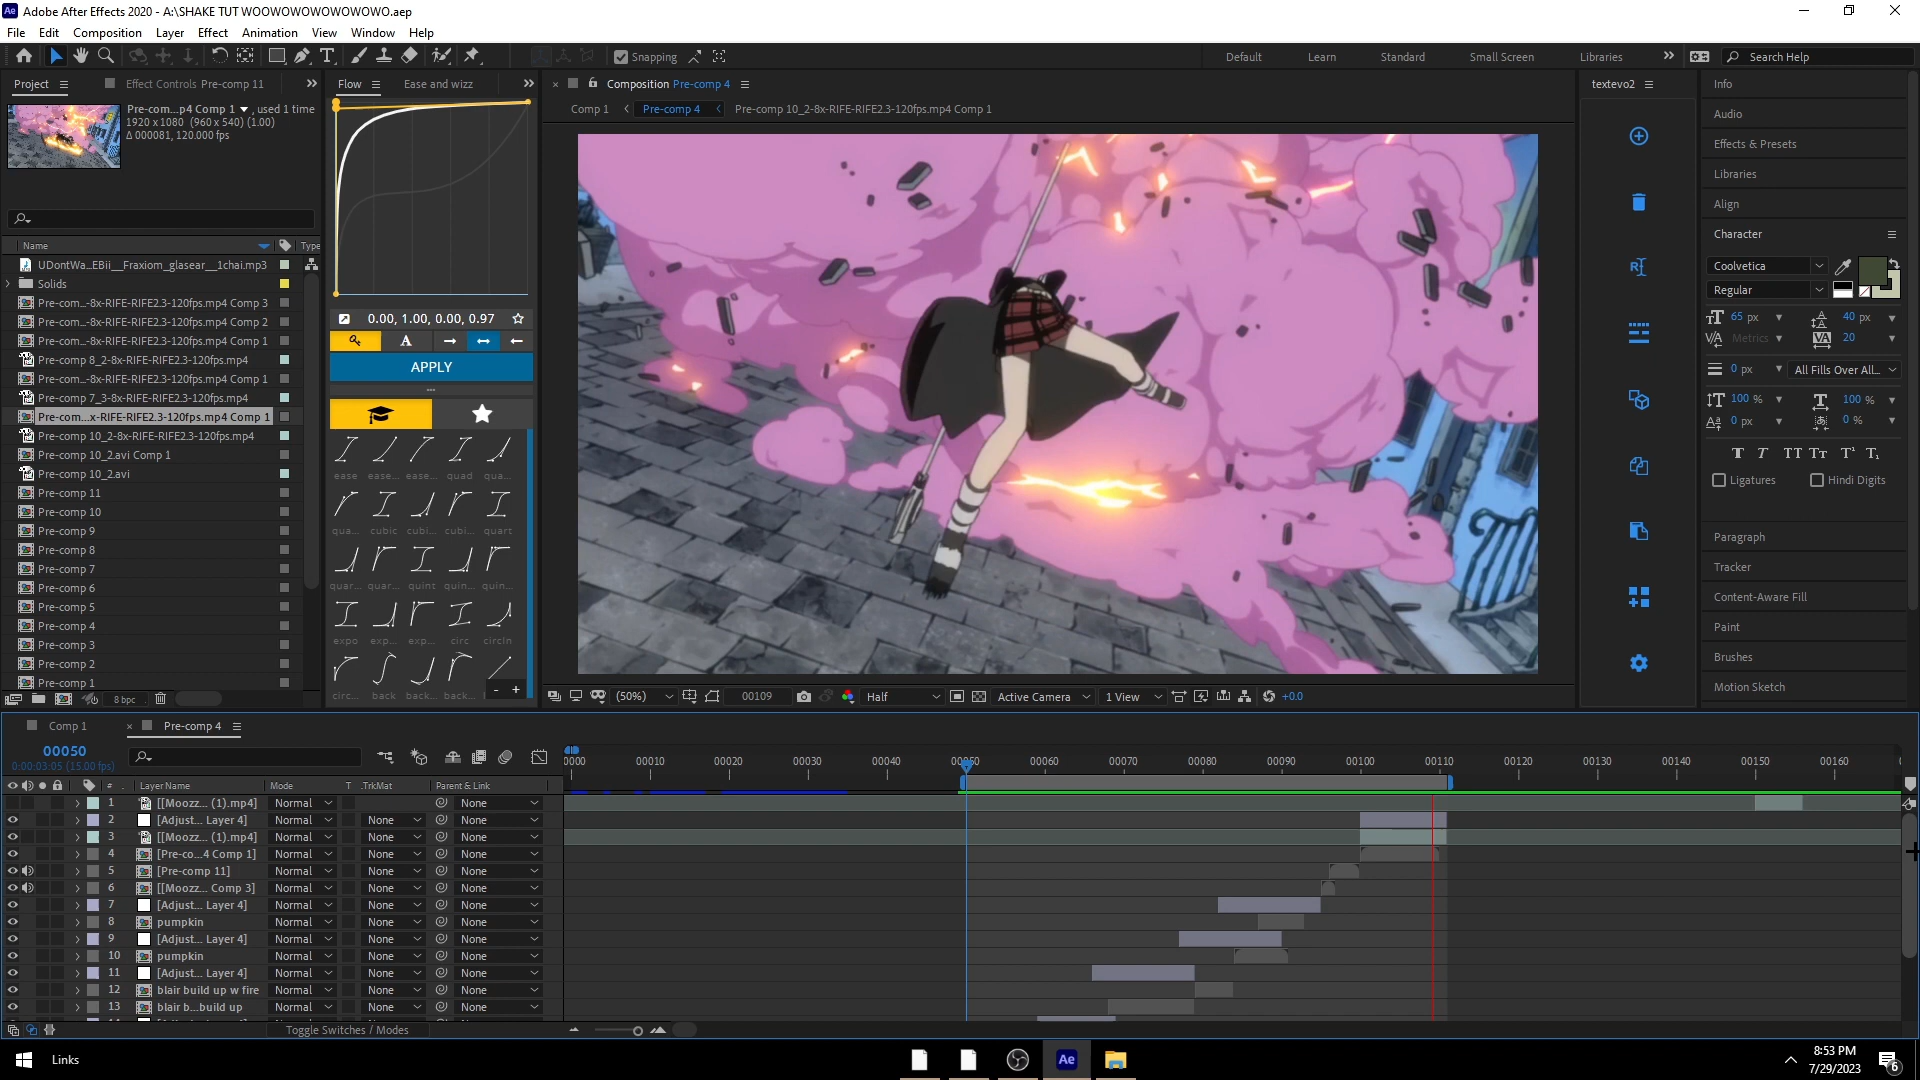 Adobe After Effects 2020 - A:\SHAKE TUT WOOWOWOWOWOWOWO.aep
File Edit Composition Layer Effect Animation View Window Help
Snapping
Default Learn Standard Small Screen Libraries Search Help
Project Effect Controls Pre-comp 11
Pre-com...p4 Comp 1 , used 1 time
1920 x 1080 (960 x 540) (1.00)
Δ 000081, 120.000 fps
Name Type
UDontWa...EBii__Fraxiom_glasear__1chai.mp3
Solids
Pre-com...-8x-RIFE-RIFE2.3-120fps.mp4 Comp 3
Pre-com...-8x-RIFE-RIFE2.3-120fps.mp4 Comp 2
Pre-com...-8x-RIFE-RIFE2.3-120fps.mp4 Comp 1
Pre-comp 8_2-8x-RIFE-RIFE2.3-120fps.mp4
Pre-com...-8x-RIFE-RIFE2.3-120fps.mp4 Comp 1
Pre-comp 7_3-8x-RIFE-RIFE2.3-120fps.mp4
Pre-com...x-RIFE-RIFE2.3-120fps.mp4 Comp 1
Pre-comp 10_2-8x-RIFE-RIFE2.3-120fps.mp4
Pre-comp 10_2.avi Comp 1
Pre-comp 10_2.avi
Pre-comp 11
Pre-comp 10
Pre-comp 9
Pre-comp 8
Pre-comp 7
Pre-comp 6
Pre-comp 5
Pre-comp 4
Pre-comp 3
Pre-comp 2
Pre-comp 1
8 bpc
Flow Ease and wizz
0.00, 1.00, 0.00, 0.97
A
APPLY
ease ease... ease... quad qua...
qua... cubic cubi... cubi... quart
quar... quar... quint quin... quin...
expo exp... exp... circ circIn
circ... back back... back...
- +
Composition Pre-comp 4
Comp 1 Pre-comp 4 Pre-comp 10_2-8x-RIFE-RIFE2.3-120fps.mp4 Comp 1
(50%) 00109 Half Active Camera 1 View +0.0
textevo2
Info
Audio
Effects & Presets
Libraries
Align
Character
Coolvetica
Regular
65 px 40 px
Metrics 20
0 px All Fills Over All...
100 % 100 %
0 px 0 %
T T TT Tr T¹ T₁
Ligatures Hindi Digits
Paragraph
Tracker
Content-Aware Fill
Paint
Brushes
Motion Sketch
Comp 1 Pre-comp 4
00050
0:00:03:05 (15.00 fps)
0000 00010 00020 00030 00040 00050 00060 00070 00080 00090 00100 00110 00120 00130 00140 00150 00160
# Layer Name Mode T .TrkMat Parent & Link
1 [[Moozz... (1).mp4] Normal None
2 [Adjust... Layer 4] Normal None None
3 [[Moozz... (1).mp4] Normal None None
4 [Pre-co...4 Comp 1] Normal None None
5 [Pre-comp 11] Normal None None
6 [[Moozz... Comp 3] Normal None None
7 [Adjust... Layer 4] Normal None None
8 pumpkin Normal None None
9 [Adjust... Layer 4] Normal None None
10 pumpkin Normal None None
11 [Adjust... Layer 4] Normal None None
12 blair build up w fire Normal None None
13 blair b...build up Normal None None
Toggle Switches / Modes
Links
Ae
8:53 PM
7/29/2023
6